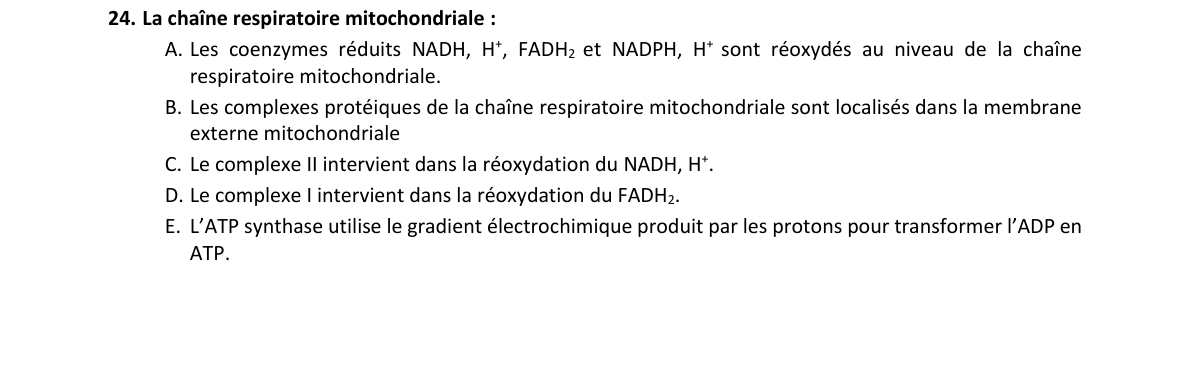 24. La chaîne respiratoire mitochondriale :
A. Les coenzymes réduits NADH, H⁺, FADH₂ et NADPH, H⁺ sont réoxydés au niveau de la chaîne
respiratoire mitochondriale.
B. Les complexes protéiques de la chaîne respiratoire mitochondriale sont localisés dans la membrane
externe mitochondriale
C. Le complexe II intervient dans la réoxydation du NADH, H⁺.
D. Le complexe I intervient dans la réoxydation du FADH₂.
E. L’ATP synthase utilise le gradient électrochimique produit par les protons pour transformer l’ADP en
ATP.